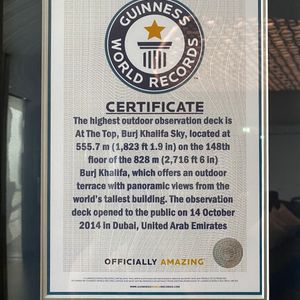 GUINNESS
WORLD RECORDS
CERTIFICATE
The highest outdoor observation deck is
At The Top, Burj Khalifa Sky, located at
555.7 m (1,823 ft 1.9 in) on the 148th
floor of the 828 m (2,716 ft 6 in)
Burj Khalifa, which offers an outdoor
terrace with panoramic views from the
world's tallest building. The observation
deck opened to the public on 14 October
2014 in Dubai, United Arab Emirates
OFFICIALLY AMAZING
WWW.GUINNESSWORLDRECORDS.COM